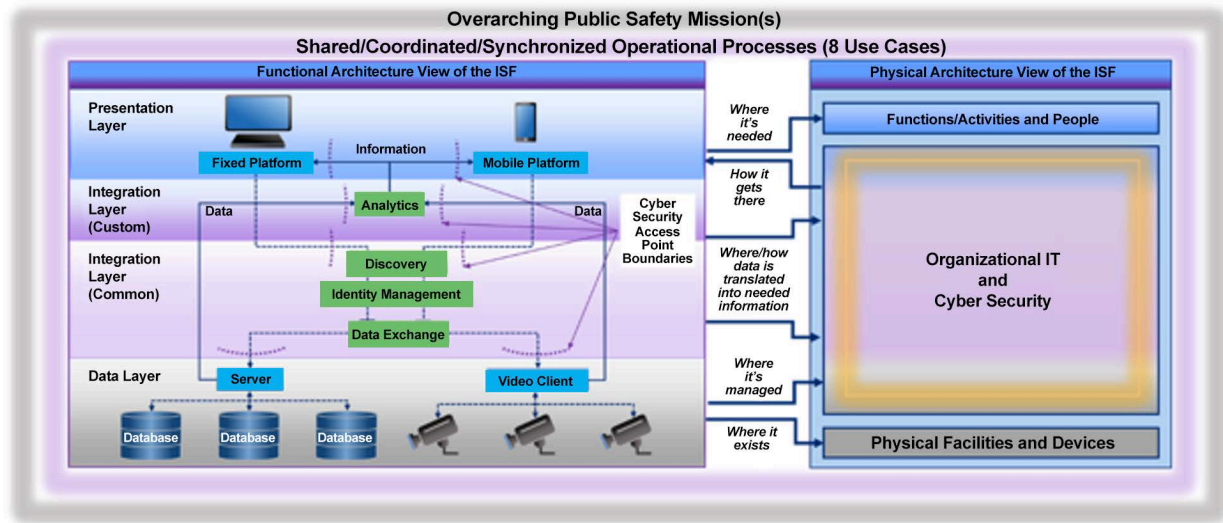 Overarching Public Safety Mission(s)
Shared/Coordinated/Synchronized Operational Processes (8 Use Cases)
Functional Architecture View of the ISF
Presentation
Layer
Fixed Platform
Information
Mobile Platform
Integration
Layer
(Custom)
Data
Analytics
Data
Cyber
Security
Access
Point
Boundaries
Integration
Layer
(Common)
Discovery
Identity Management
Data Exchange
Data Layer
Server
Video Client
Database
Database
Database
Where
it's
needed
How it
gets
there
Where/how
data is
translated
into needed
information
Where
it's
managed
Where it
exists
Physical Architecture View of the ISF
Functions/Activities and People
Organizational IT
and
Cyber Security
Physical Facilities and Devices